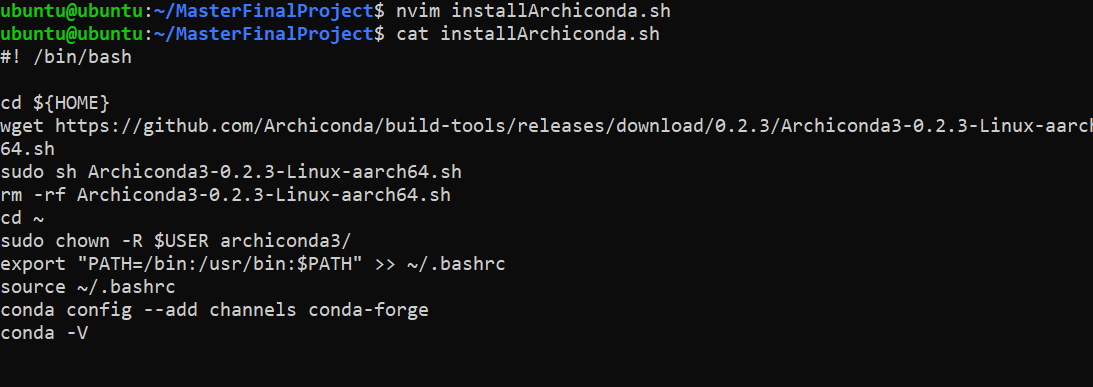 ubuntu@ubuntu:~/MasterFinalProject$ nvim installArchiconda.sh
ubuntu@ubuntu:~/MasterFinalProject$ cat installArchiconda.sh
#! /bin/bash
cd ${HOME}
wget https://github.com/Archiconda/build-tools/releases/download/0.2.3/Archiconda3-0.2.3-Linux-aarch
64.sh
sudo sh Archiconda3-0.2.3-Linux-aarch64.sh
rm -rf Archiconda3-0.2.3-Linux-aarch64.sh
cd ~
sudo chown -R $USER archiconda3/
export "PATH=/bin:/usr/bin:$PATH" >> ~/.bashrc
source ~/.bashrc
conda config --add channels conda-forge
conda -V